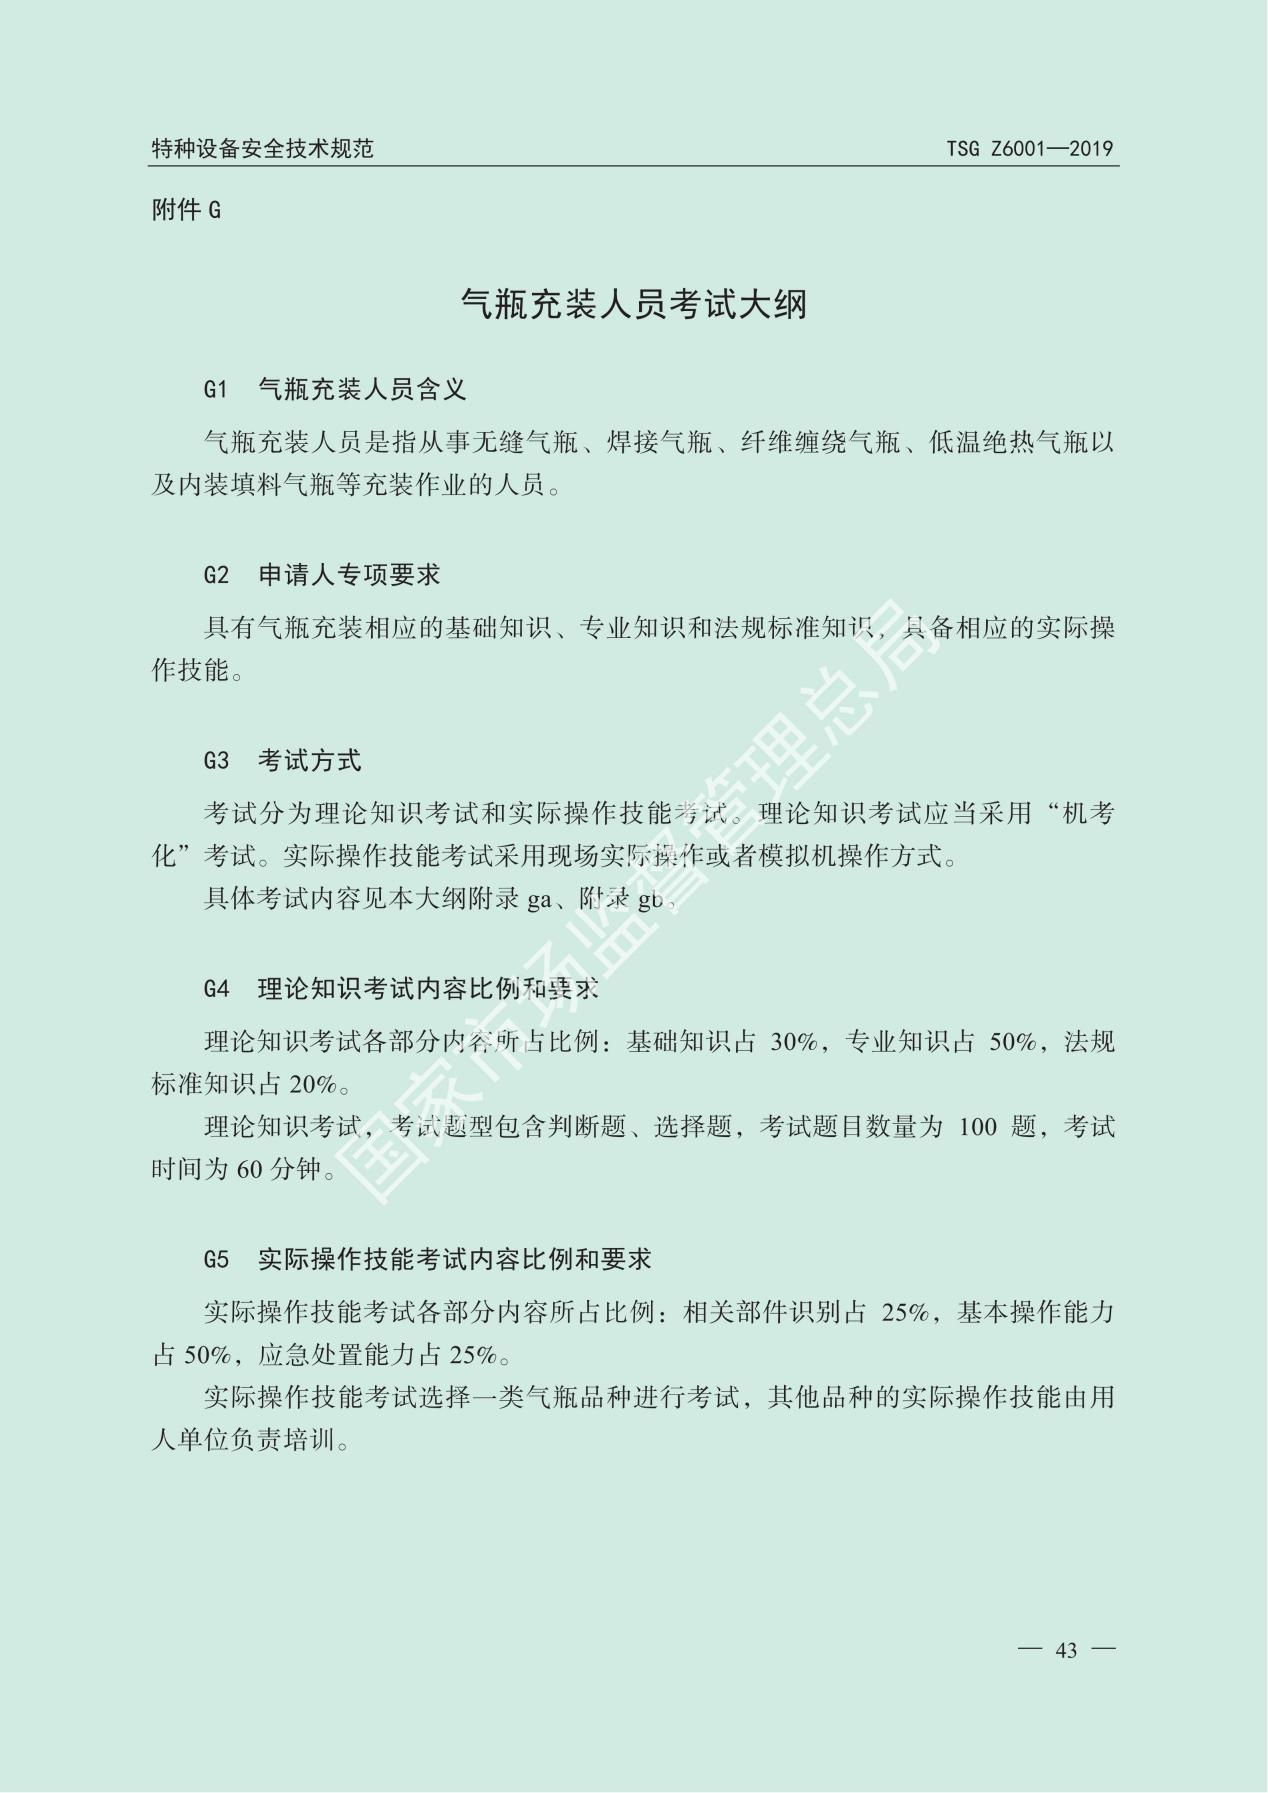 特种设备安全技术规范 TSG Z6001—2019
附件 G
气瓶充装人员考试大纲
G1 气瓶充装人员含义
气瓶充装人员是指从事无缝气瓶、焊接气瓶、纤维缠绕气瓶、低温绝热气瓶以
及内装填料气瓶等充装作业的人员。
G2 申请人专项要求
具有气瓶充装相应的基础知识、专业知识和法规标准知识，具备相应的实际操
作技能。
G3 考试方式
考试分为理论知识考试和实际操作技能考试。理论知识考试应当采用“机考
化”考试。实际操作技能考试采用现场实际操作或者模拟机操作方式。
具体考试内容见本大纲附录 ga、附录 gb。
G4 理论知识考试内容比例和要求
理论知识考试各部分内容所占比例：基础知识占 30%，专业知识占 50%，法规
标准知识占 20%。
理论知识考试，考试题型包含判断题、选择题，考试题目数量为 100 题，考试
时间为 60 分钟。
G5 实际操作技能考试内容比例和要求
实际操作技能考试各部分内容所占比例：相关部件识别占 25%，基本操作能力
占 50%，应急处置能力占 25%。
实际操作技能考试选择一类气瓶品种进行考试，其他品种的实际操作技能由用
人单位负责培训。
— 43 —
国家市场监督管理总局